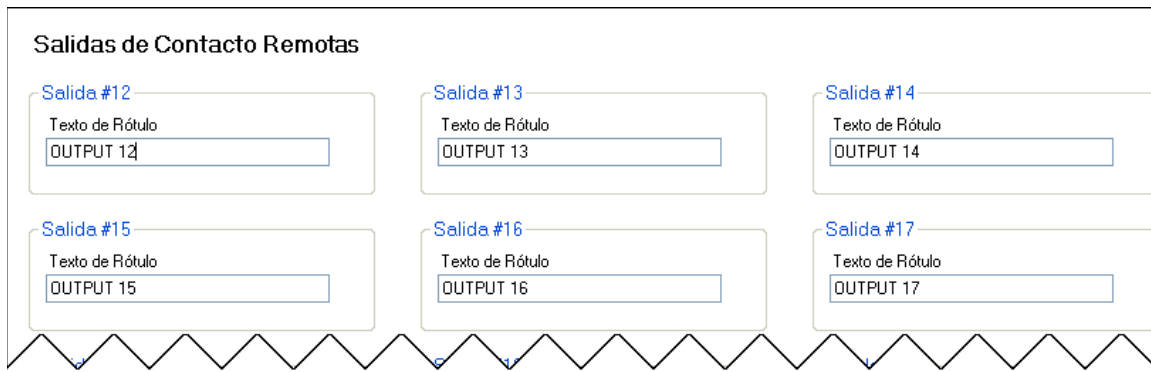 Salidas de Contacto Remotas
Salida #12
Salida #13
Salida #14
Texto de Rótulo
Texto de Rótulo
Texto de Rótulo
OUTPUT 12
OUTPUT 13
OUTPUT 14
Salida #15
Salida #16
Salida #17
Texto de Rótulo
Texto de Rótulo
Texto de Rótulo
OUTPUT 15
OUTPUT 16
OUTPUT 17